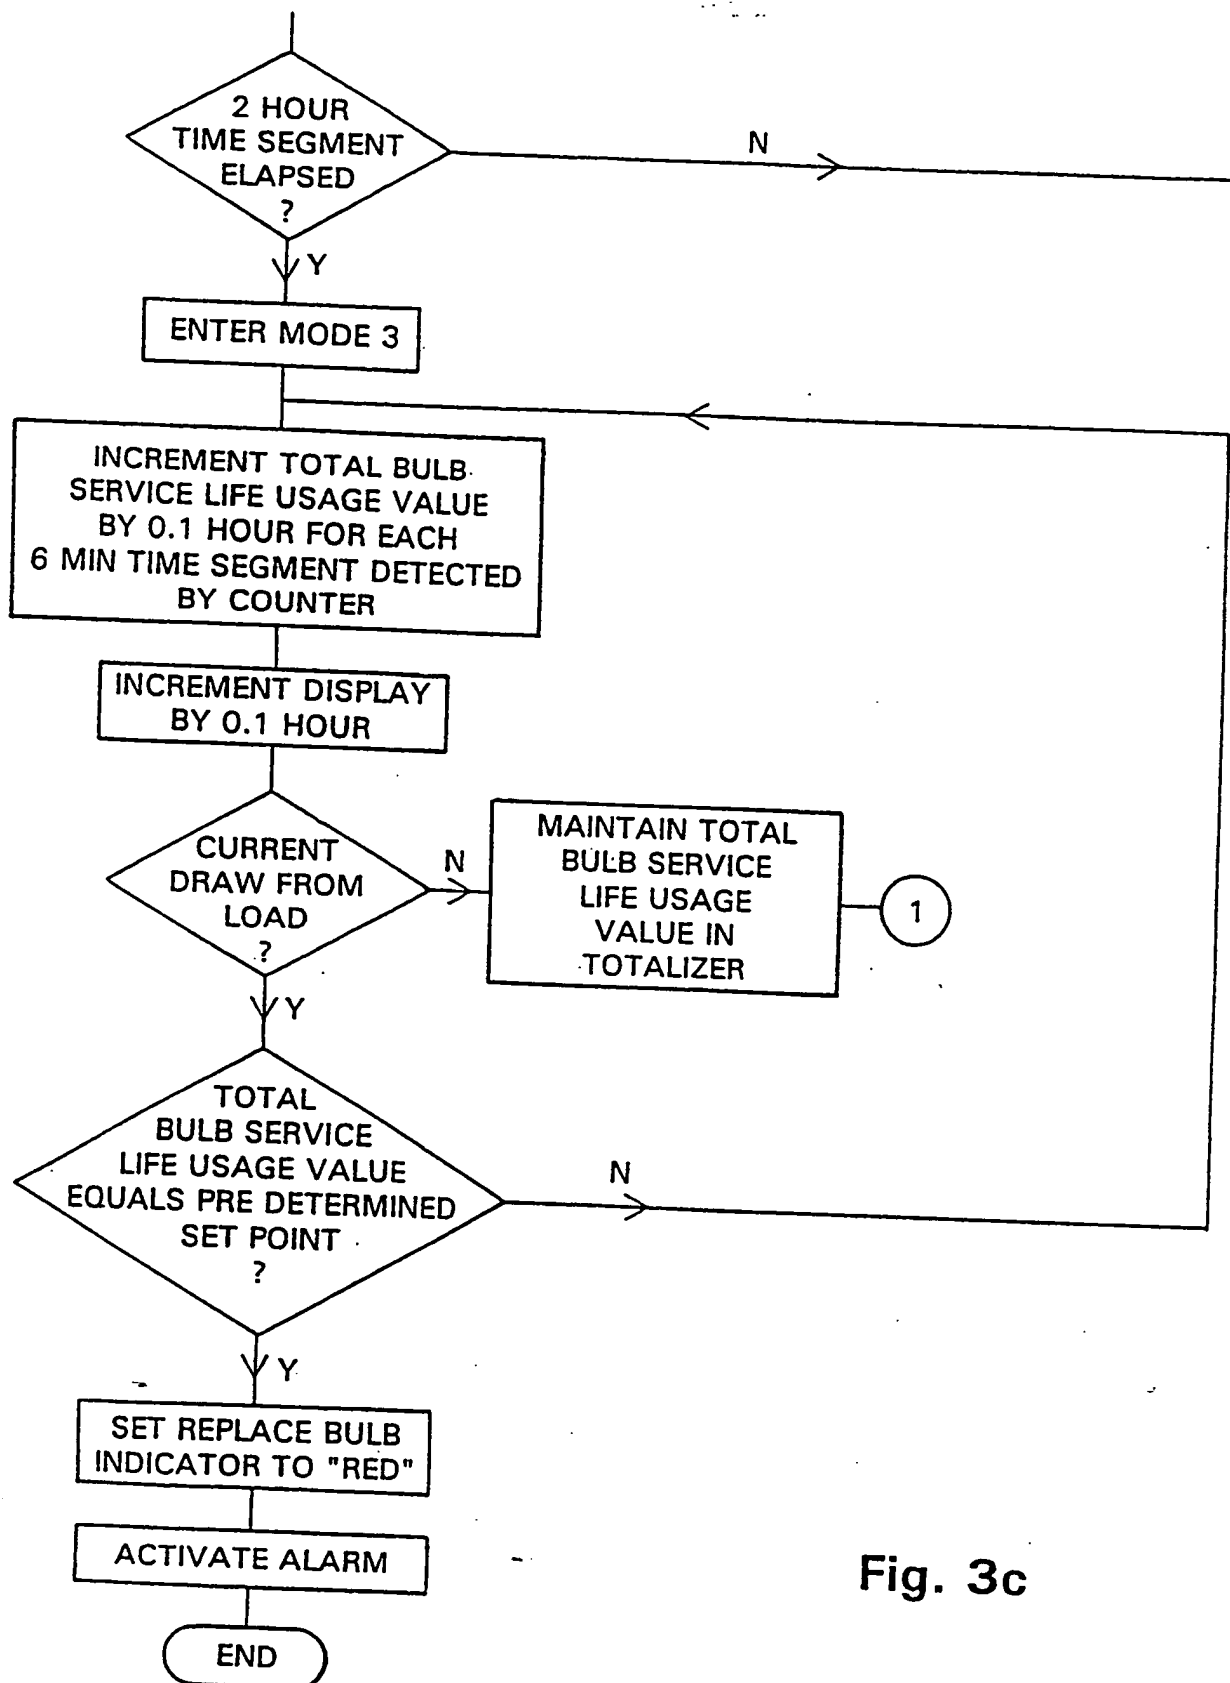 2 HOUR
TIME SEGMENT
ELAPSED
?
N
Y
ENTER MODE 3
INCREMENT TOTAL BULB
SERVICE LIFE USAGE VALUE
BY 0.1 HOUR FOR EACH
6 MIN TIME SEGMENT DETECTED
BY COUNTER
INCREMENT DISPLAY
BY 0.1 HOUR
CURRENT
DRAW FROM
LOAD
?
N
MAINTAIN TOTAL
BULB SERVICE
LIFE USAGE
VALUE IN
TOTALIZER
1
Y
TOTAL
BULB SERVICE
LIFE USAGE VALUE
EQUALS PRE DETERMINED
SET POINT
?
N
Y
SET REPLACE BULB
INDICATOR TO "RED"
ACTIVATE ALARM
END
Fig. 3c